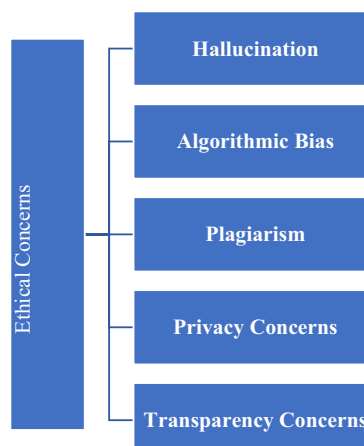 Ethical Concerns
Hallucination
Algorithmic Bias
Plagiarism
Privacy Concerns
Transparency Concerns